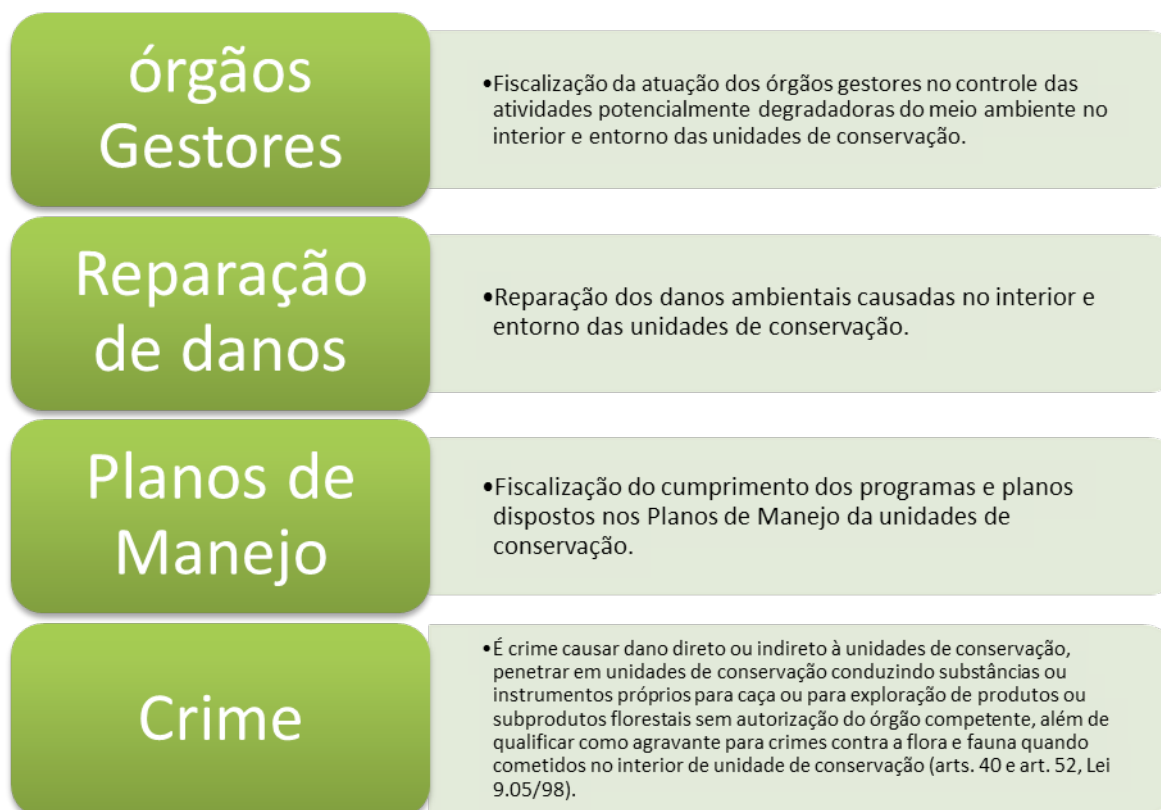 órgãos
Gestores
•Fiscalização da atuação dos órgãos gestores no controle das
atividades potencialmente degradadoras do meio ambiente no
interior e entorno das unidades de conservação.
Reparação
de danos
•Reparação dos danos ambientais causadas no interior e
entorno das unidades de conservação.
Planos de
Manejo
•Fiscalização do cumprimento dos programas e planos
dispostos nos Planos de Manejo da unidades de
conservação.
Crime
•É crime causar dano direto ou indireto à unidades de conservação,
penetrar em unidades de conservação conduzindo substâncias ou
instrumentos próprios para caça ou para exploração de produtos ou
subprodutos florestais sem autorização do órgão competente, além de
qualificar como agravante para crimes contra a flora e fauna quando
cometidos no interior de unidade de conservação (arts. 40 e art. 52, Lei
9.05/98).